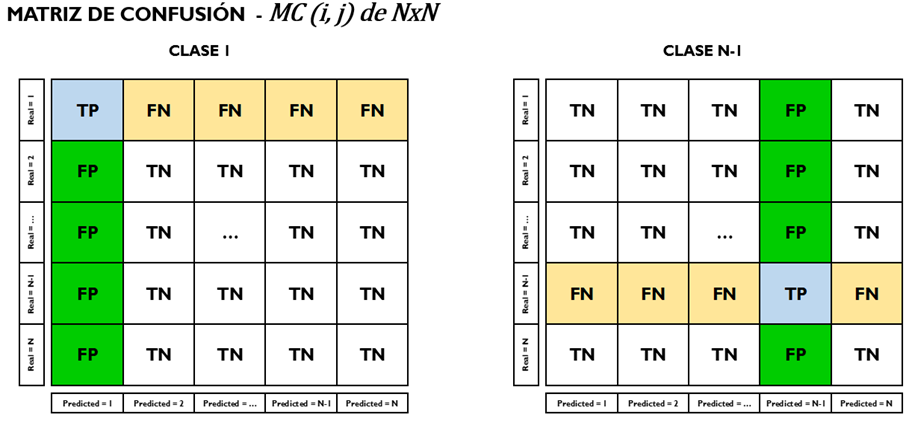 MATRIZ DE CONFUSIÓN - MC (i, j) de NxN
CLASE 1
Real = 1
TP FN FN FN FN
Real = 2
FP TN TN TN TN
Real = ...
FP TN ... TN TN
Real = N-1
FP TN TN TN TN
Real = N
FP TN TN TN TN
Predicted = 1 Predicted = 2 Predicted = ... Predicted = N-1 Predicted = N
CLASE N-1
Real = 1
TN TN TN FP TN
Real = 2
TN TN TN FP TN
Real = ...
TN TN ... FP TN
Real = N-1
FN FN FN TP FN
Real = N
TN TN TN FP TN
Predicted = 1 Predicted = 2 Predicted = ... Predicted = N-1 Predicted = N